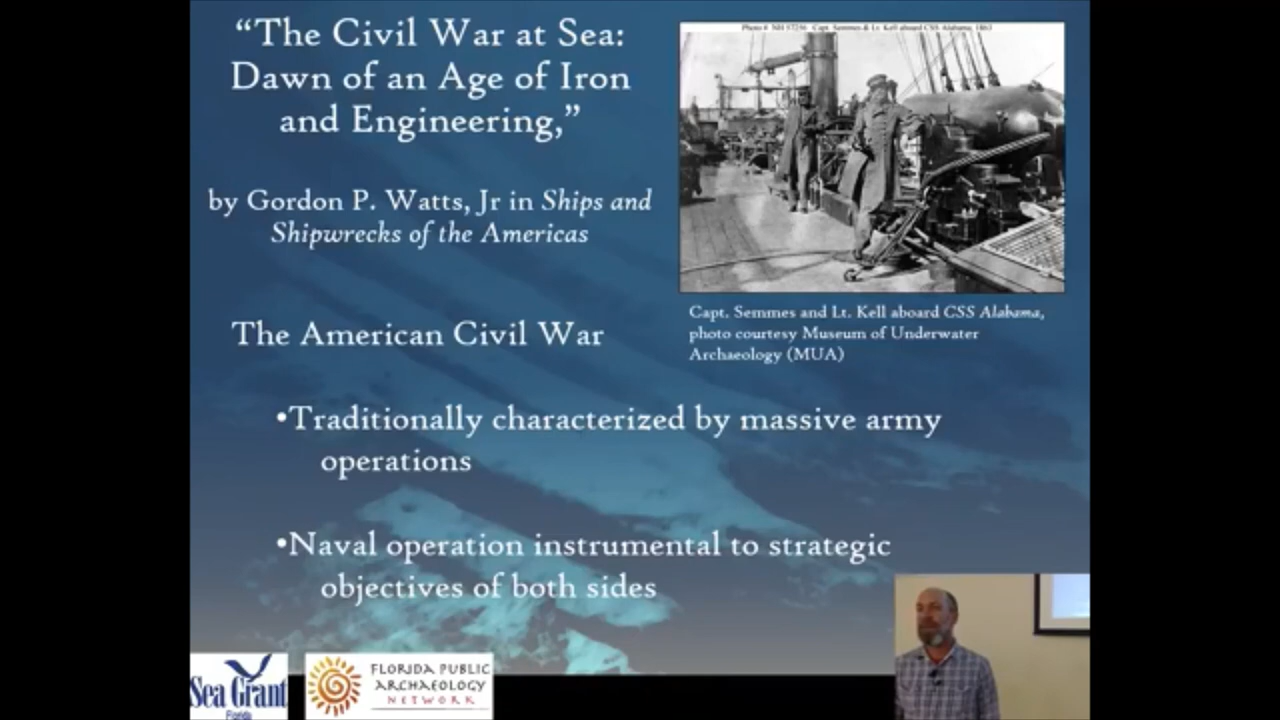 “The Civil War at Sea:
Dawn of an Age of Iron
and Engineering,”
by Gordon P. Watts, Jr in Ships and
Shipwrecks of the Americas
Photo # NH 57256 Capt. Semmes & Lt. Kell aboard CSS Alabama, 1863
Capt. Semmes and Lt. Kell aboard CSS Alabama,
photo courtesy Museum of Underwater
Archaeology (MUA)
The American Civil War
•Traditionally characterized by massive army
operations
•Naval operation instrumental to strategic
objectives of both sides
Sea Grant
Florida
FLORIDA PUBLIC
ARCHAEOLOGY
NETWORK